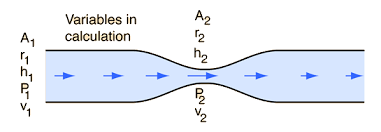 Variables in
calculation
A1
r1
h1
P1
v1
A2
r2
h2
P2
v2